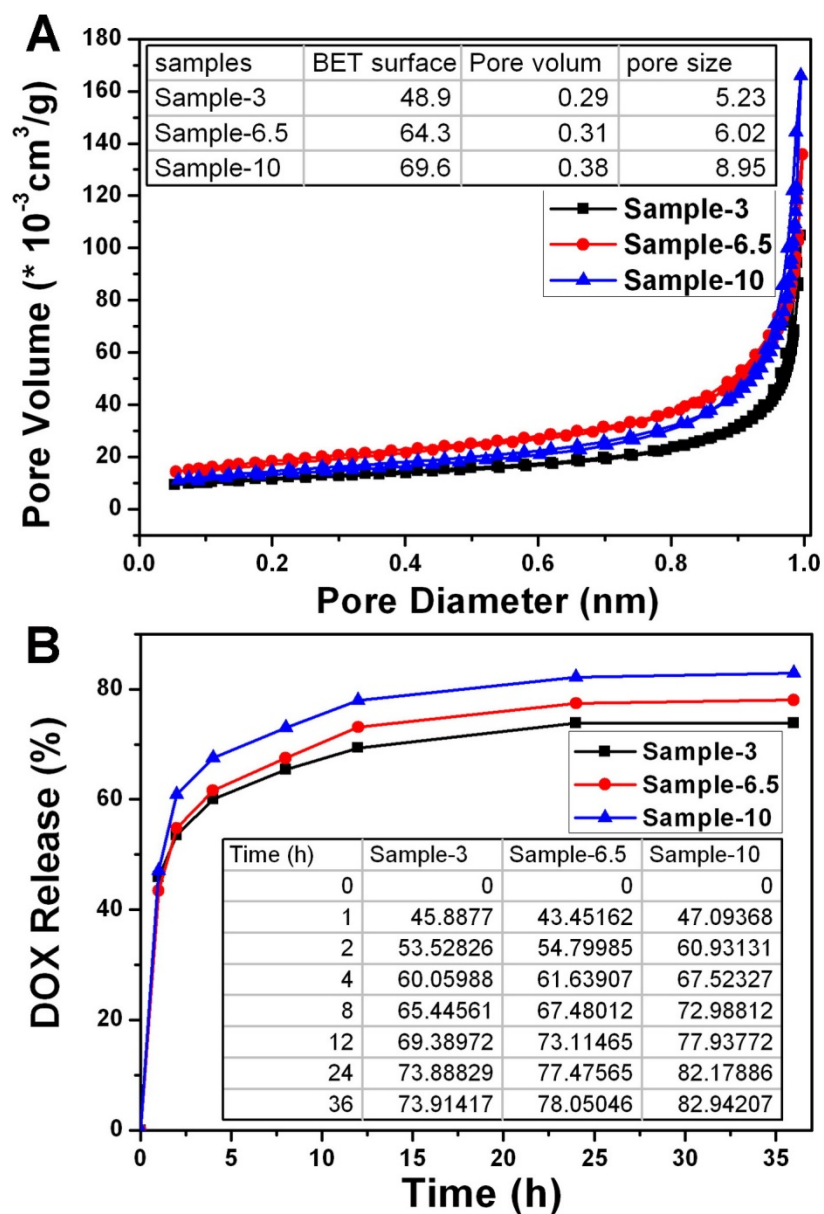 A
180
160
140
120
100
80
60
40
20
0
Pore Volume (* 10⁻³ cm³/g)
samples BET surface Pore volum pore size
Sample-3 48.9 0.29 5.23
Sample-6.5 64.3 0.31 6.02
Sample-10 69.6 0.38 8.95
Sample-3
Sample-6.5
Sample-10
0.0 0.2 0.4 0.6 0.8 1.0
Pore Diameter (nm)
B
80
60
40
20
0
DOX Release (%)
Sample-3
Sample-6.5
Sample-10
Time (h) Sample-3 Sample-6.5 Sample-10
0 0 0 0
1 45.8877 43.45162 47.09368
2 53.52826 54.79985 60.93131
4 60.05988 61.63907 67.52327
8 65.44561 67.48012 72.98812
12 69.38972 73.11465 77.93772
24 73.88829 77.47565 82.17886
36 73.91417 78.05046 82.94207
0 5 10 15 20 25 30 35
Time (h)